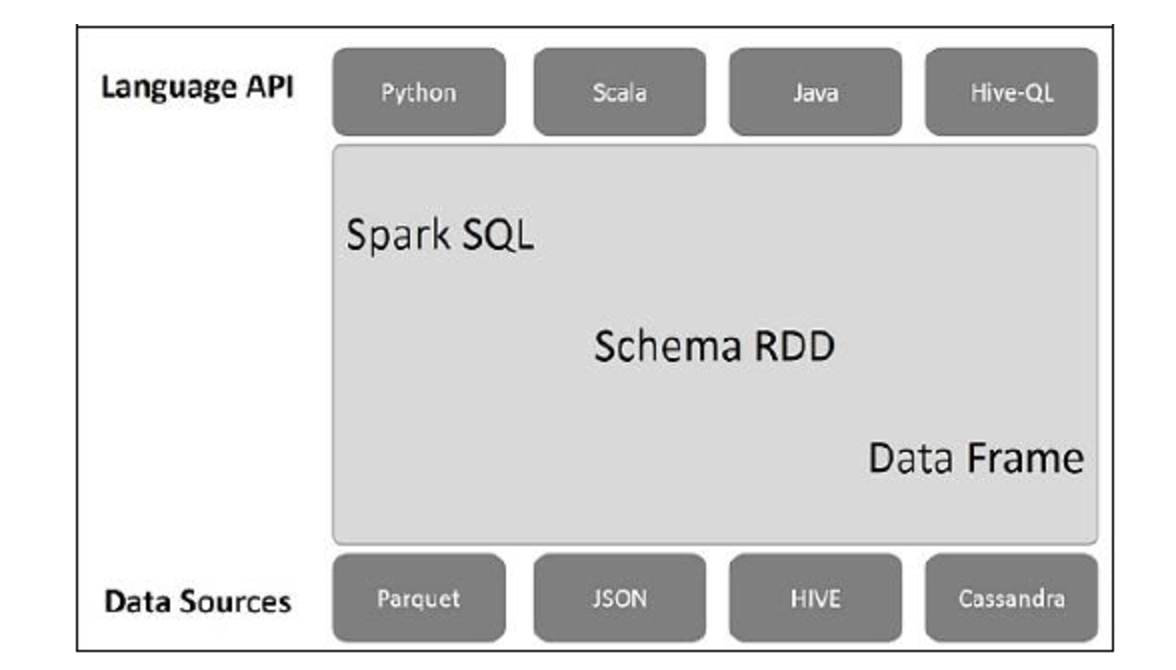 Language API Python Scala Java Hive-QL
Spark SQL
Schema RDD
Data Frame
Data Sources Parquet JSON HIVE Cassandra